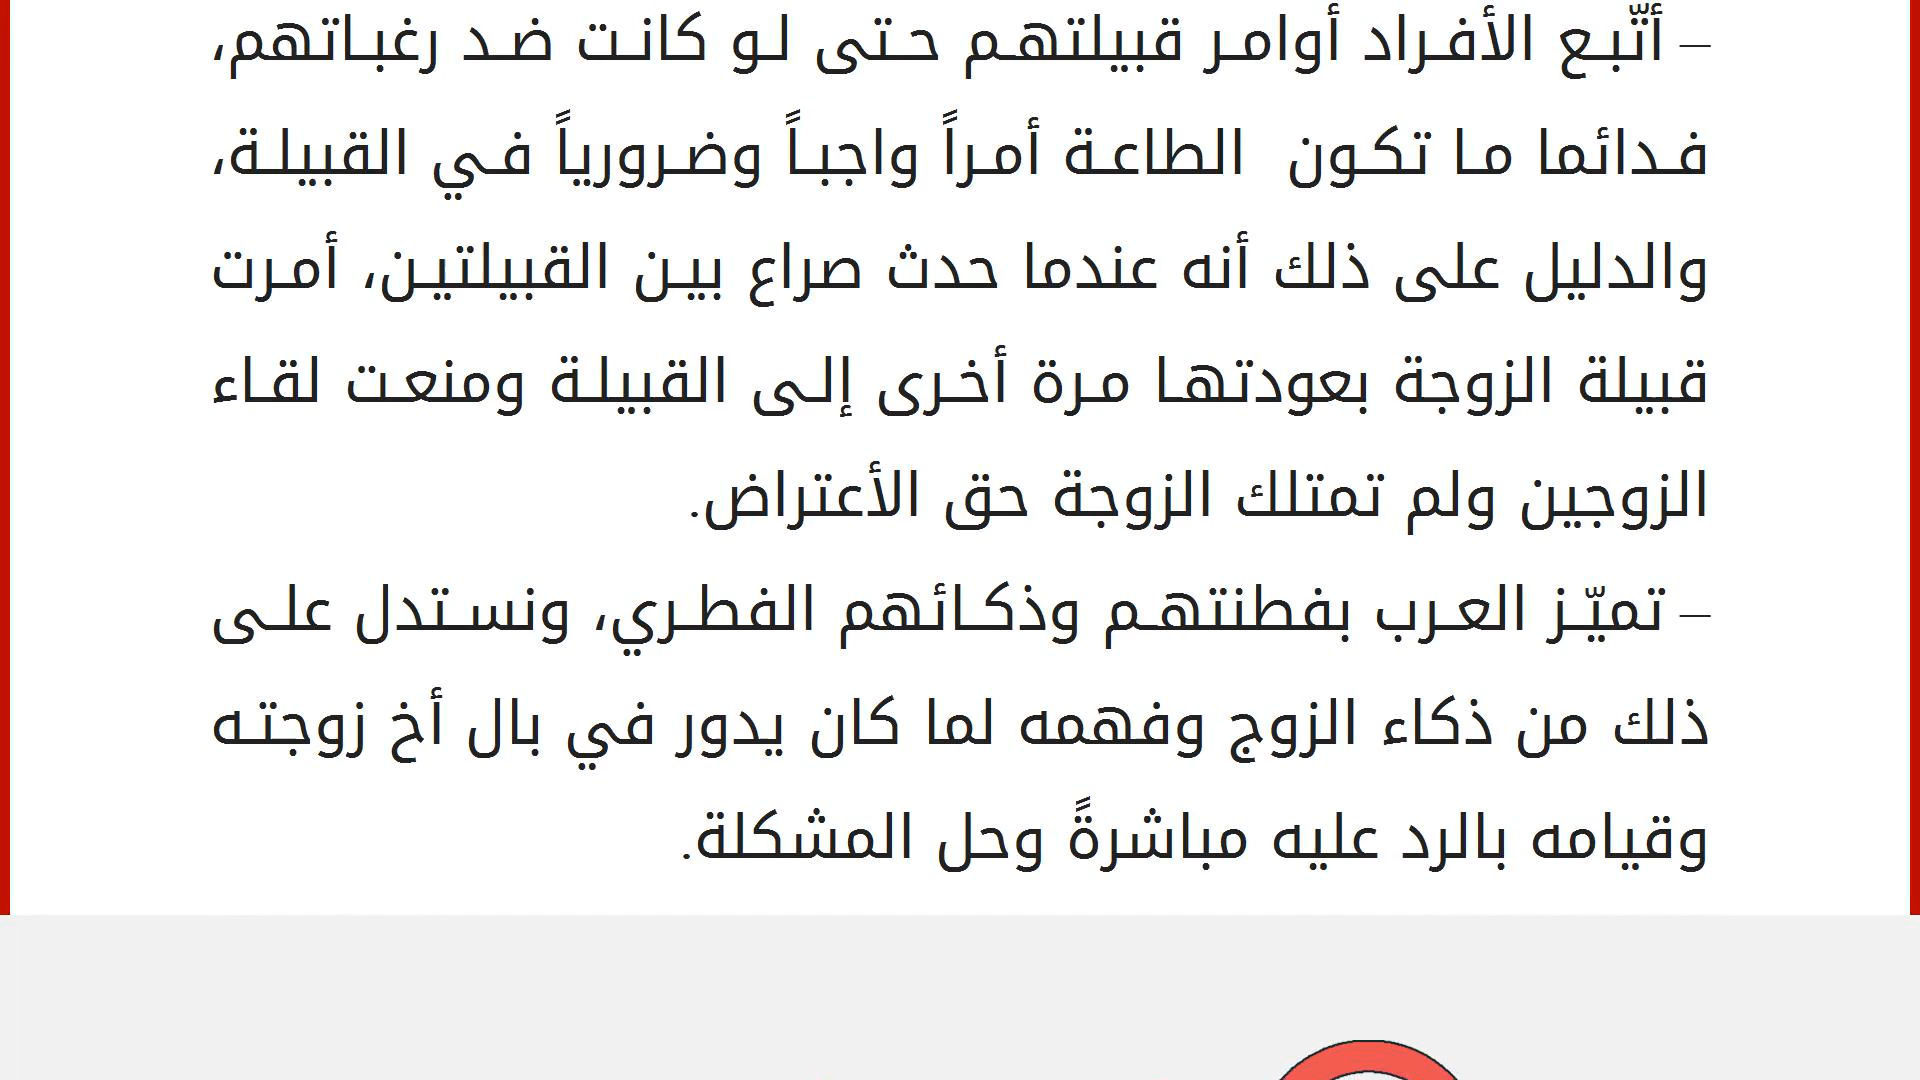 – أتّبع الأفراد أوامر قبيلتهم حتى لو كانت ضد رغباتهم،
فدائما ما تكون الطاعة أمراً واجباً وضرورياً في القبيلة،
والدليل على ذلك أنه عندما حدث صراع بين القبيلتين، أمرت
قبيلة الزوجة بعودتها مرة أخرى إلى القبيلة ومنعت لقاء
الزوجين ولم تمتلك الزوجة حق الأعتراض.
– تميّز العرب بفطنتهم وذكائهم الفطري، ونستدل على
ذلك من ذكاء الزوج وفهمه لما كان يدور في بال أخ زوجته
وقيامه بالرد عليه مباشرةً وحل المشكلة.